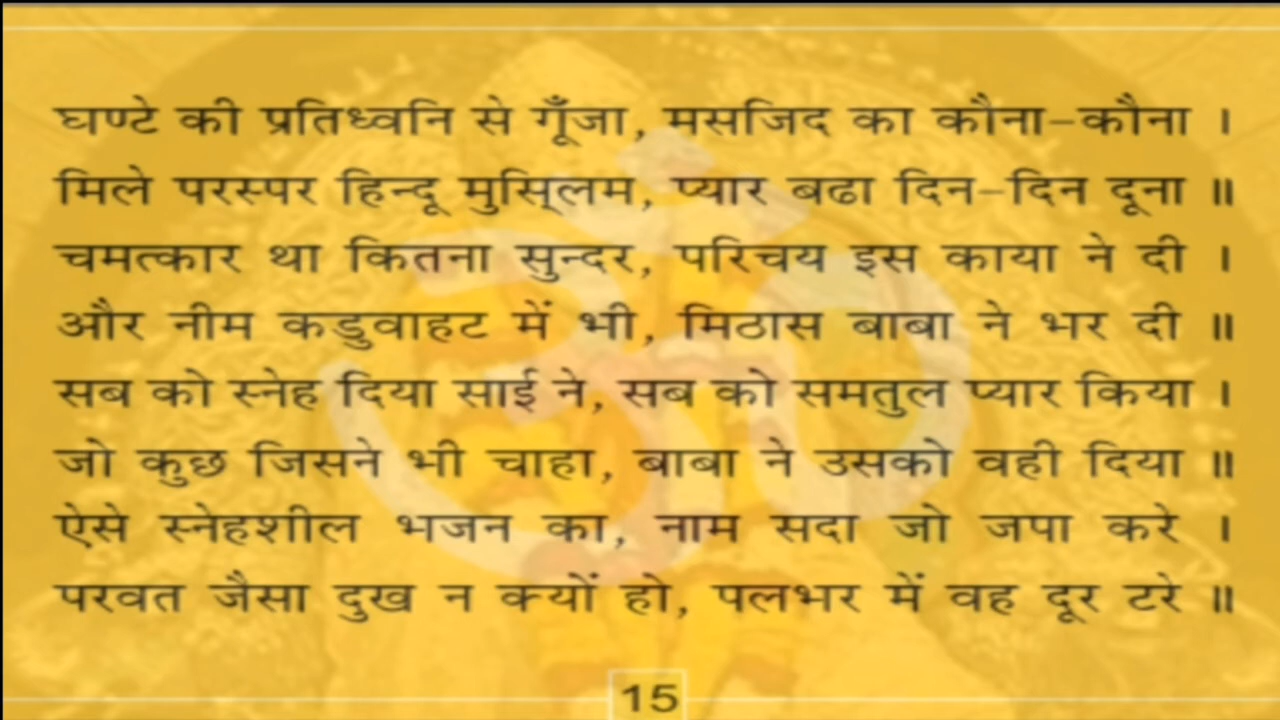 घण्टे की प्रतिध्वनि से गूँजा, मसजिद का कौना-कौना ।
मिले परस्पर हिन्दू मुस्लिम, प्यार बढा दिन-दिन दूना ॥
चमत्कार था कितना सुन्दर, परिचय इस काया ने दी ।
और नीम कडुवाहट में भी, मिठास बाबा ने भर दी ॥
सब को स्नेह दिया साई ने, सब को समतुल प्यार किया ।
जो कुछ जिसने भी चाहा, बाबा ने उसको वही दिया ॥
ऐसे स्नेहशील भजन का, नाम सदा जो जपा करे ।
परवत जैसा दुख न क्यों हो, पलभर में वह दूर टरे ॥
15